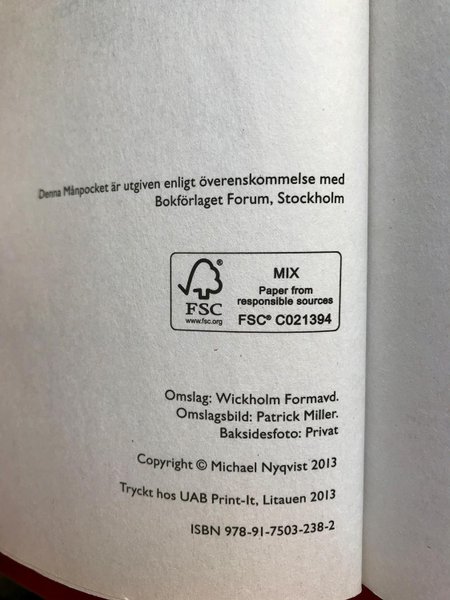 Denna Månpocket är utgiven enligt överenskommelse med
Bokförlaget Forum, Stockholm
FSC®
www.fsc.org
MIX
Paper from
responsible sources
FSC® C021394
Omslag: Wickholm Formavd.
Omslagsbild: Patrick Miller.
Baksidesfoto: Privat
Copyright © Michael Nyqvist 2013
Tryckt hos UAB Print-It, Litauen 2013
ISBN 978-91-7503-238-2